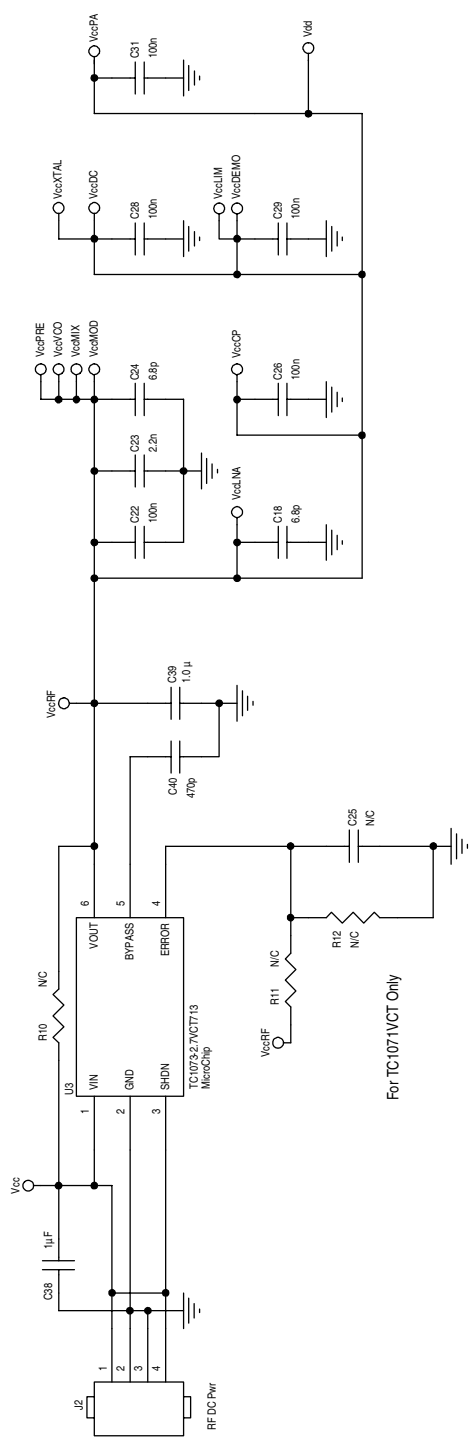 J2
RF DC Pwr
1
2
3
4
C38
1µF
Vcc
R10
N/C
U3
1
VIN
2
GND
3
SHDN
VOUT
6
BYPASS
5
ERROR
4
TC1073-2.7VCT713
MicroChip
VccRF
R11
N/C
R12
N/C
C25
N/C
For TC1071VCT Only
VccRF
C40
470p
C39
1.0 µ
VccPRE
VccVCO
VccMIX
VccMOD
C22
100n
C23
2.2n
C24
6.8p
VccLNA
C18
6.8p
VccCP
C26
100n
VccXTAL
VccDC
C28
100n
VccLIM
VccDEMO
C29
100n
VccPA
C31
100n
Vdd